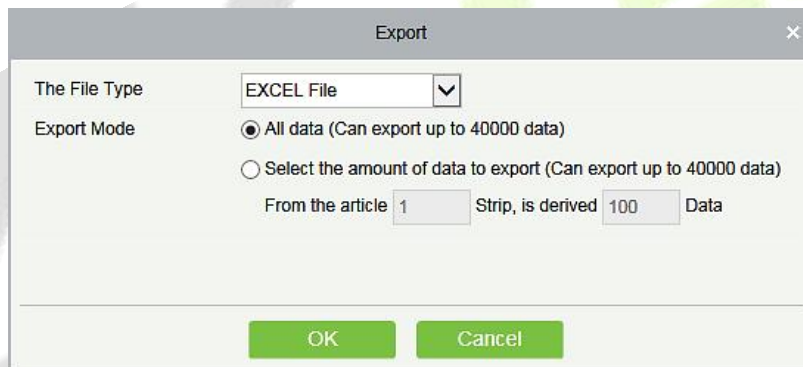 Export ×
The File Type EXCEL File
Export Mode All data (Can export up to 40000 data)
Select the amount of data to export (Can export up to 40000 data)
From the article 1 Strip, is derived 100 Data
OK Cancel